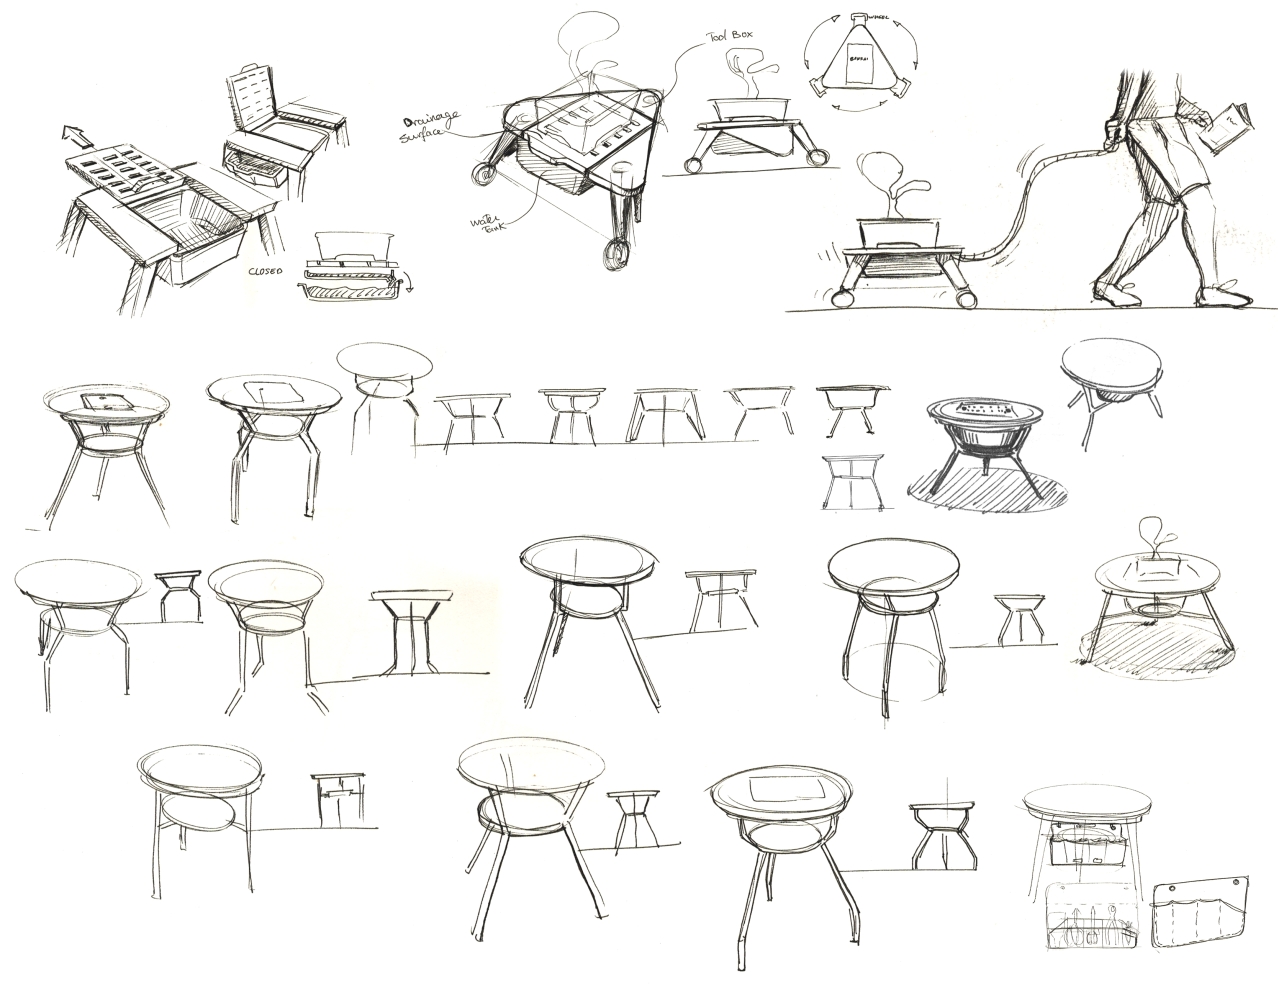 WHEEL
Tool Box
BONSAI
Drainage
Surface
Water
Tank
CLOSED